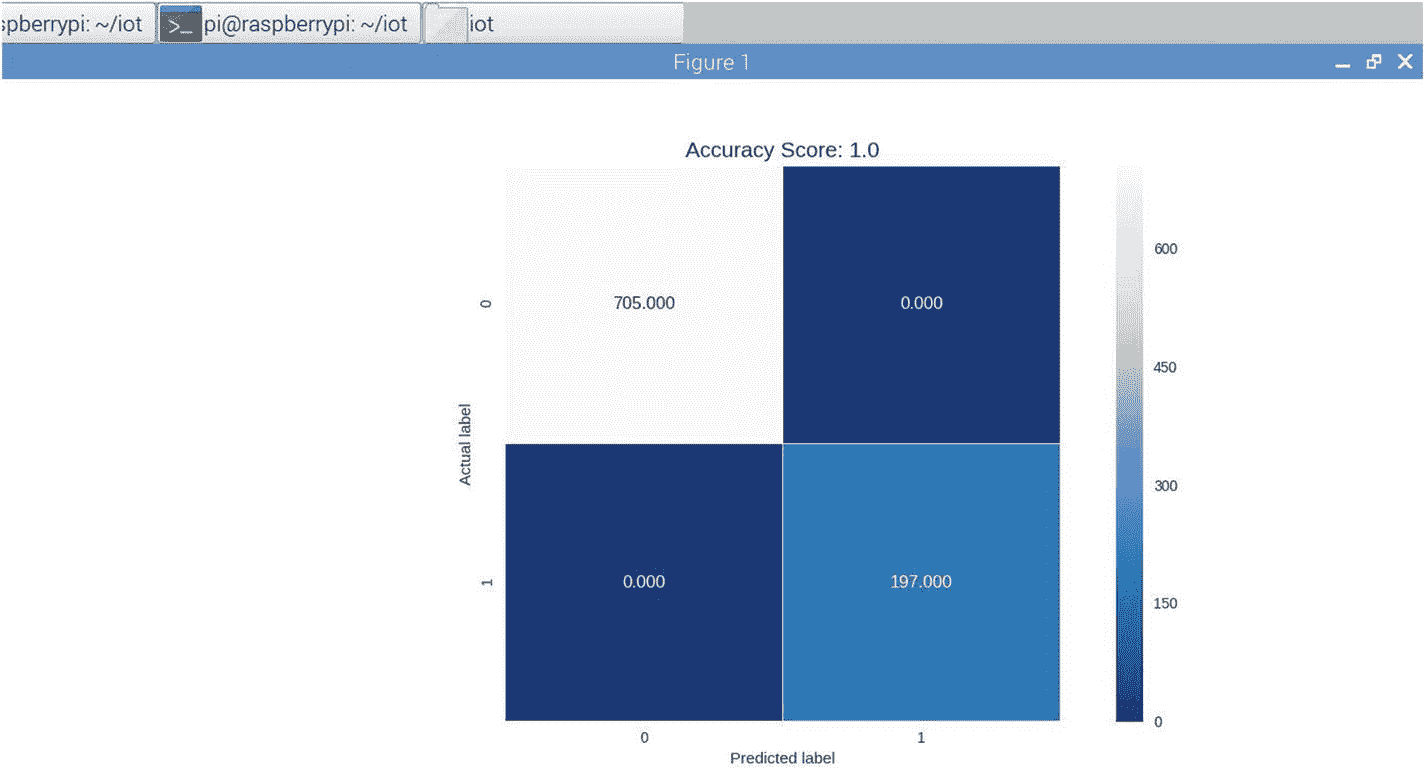 spberrypi: ~/iot
pi@raspberrypi: ~/iot
iot
Figure 1
Accuracy Score: 1.0
705.000
0.000
0
600
450
Actual label
300
0.000
197.000
1
150
0
0
1
Predicted label